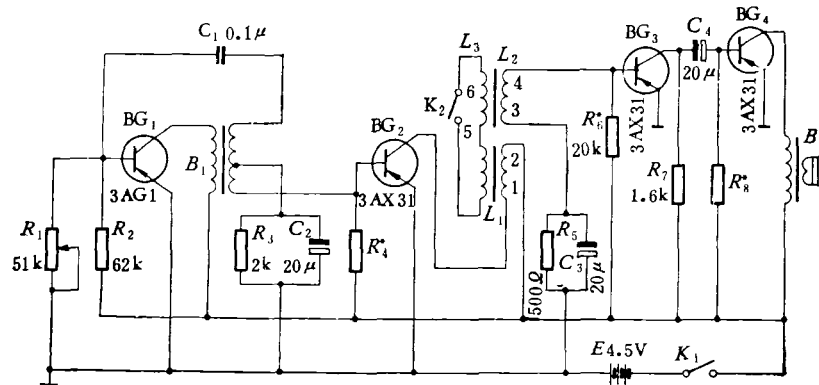 C₁ 0.1μ
BG₁
3AG1
B₁
R₁
51k
R₂
62k
R₃
2k
C₂
20μ
R₄*
BG₂
3AX31
K₂
L₃
6
5
L₂
4
3
2
1
L₁
R₅
500Ω
C₃
20μ
R₆*
20k
BG₃
3AX31
C₄
20μ
R₇
1.6k
BG₄
3AX31
R₈*
B
E4.5V
K₁